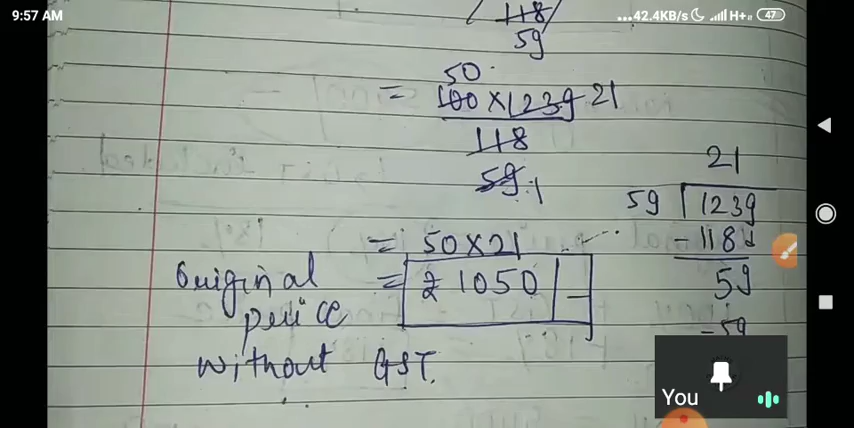 9:57 AM ...42.4KB/s H+ 47
118
59
50
= 100 × 1239 21
118
59 1
21
59 1239
= 50 × 21 - 118↓
Original = ₹ 1050/- 59
price - 59
without GST.
You